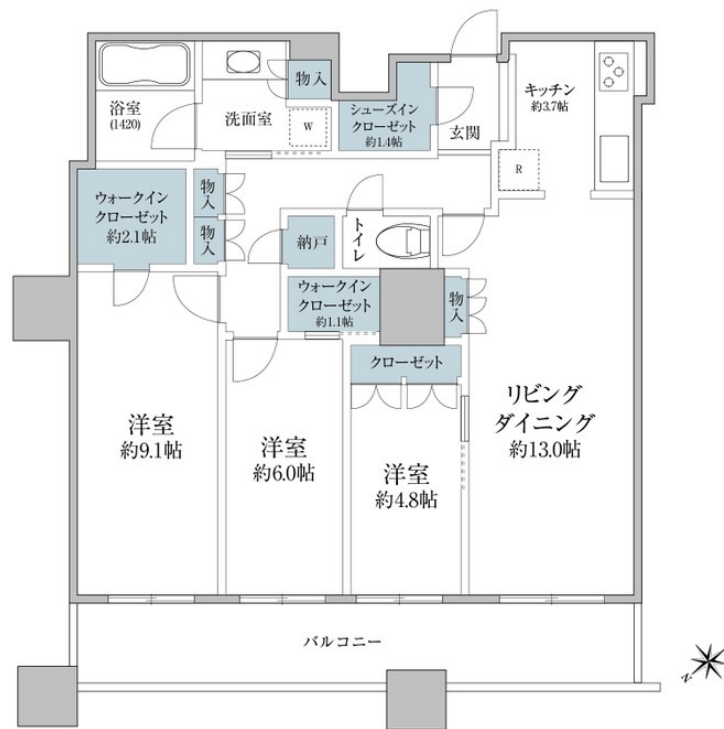 浴室
(1420)
洗面室
物入
W
シューズイン
クローゼット
約1.4帖
玄関
キッチン
約3.7帖
R
ウォークイン
クローゼット
約2.1帖
物入
物入
納戸
トイレ
ウォークイン
クローゼット
約1.1帖
物入
クローゼット
洋室
約9.1帖
洋室
約6.0帖
洋室
約4.8帖
リビング
ダイニング
約13.0帖
バルコニー
N